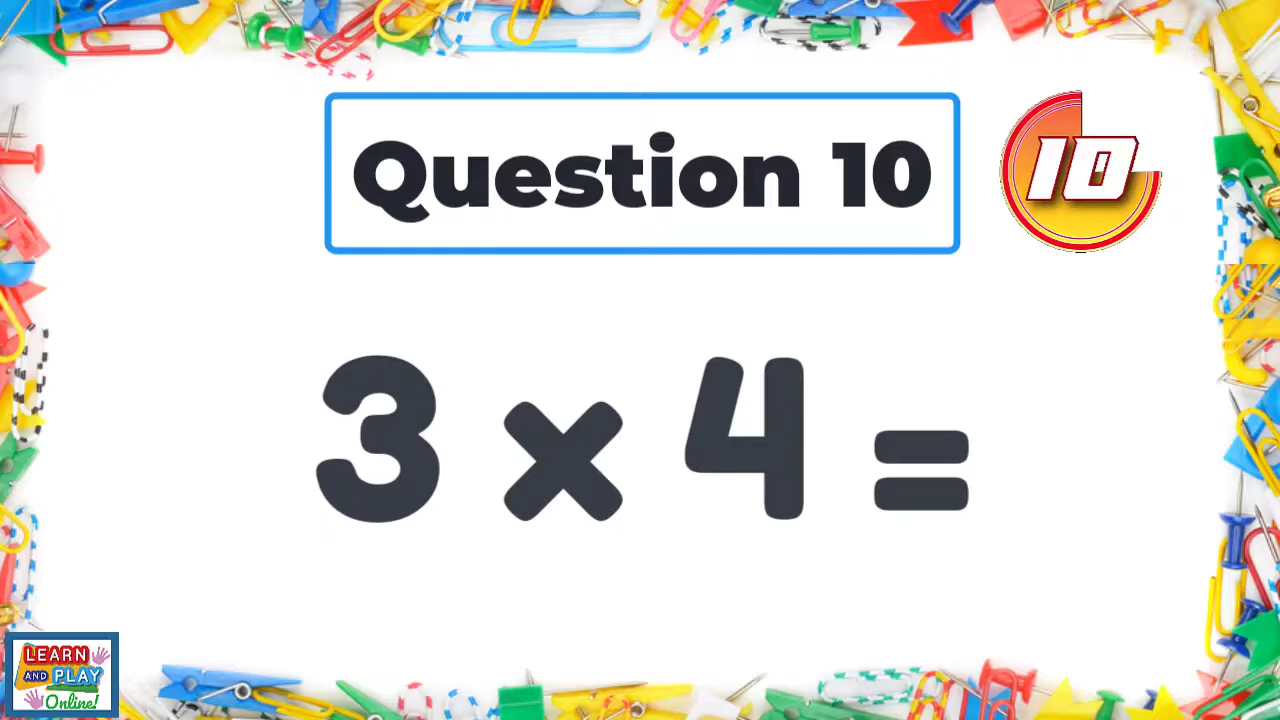 Question 10
10
3 × 4 =
LEARN
AND PLAY
Online!